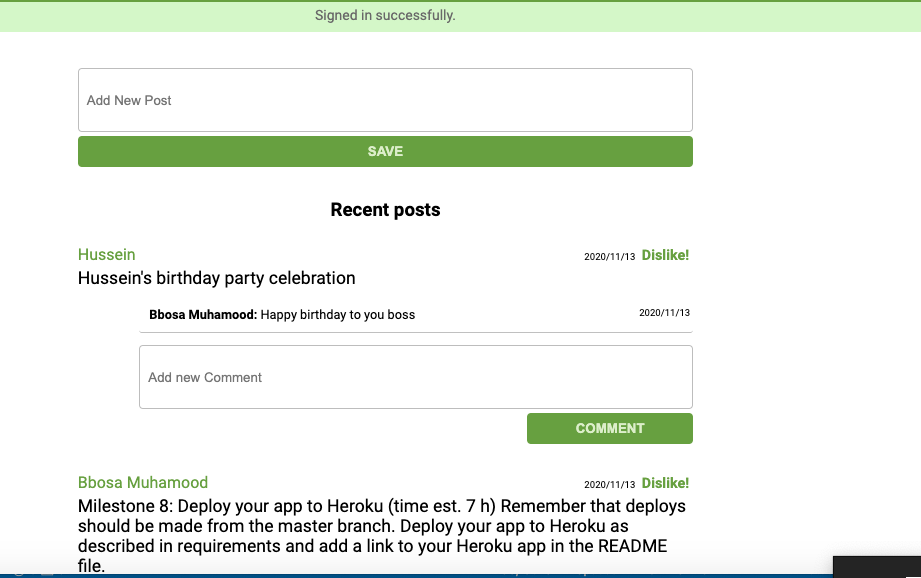 Signed in successfully.
Add New Post
SAVE
Recent posts
Hussein
2020/11/13 Dislike!
Hussein's birthday party celebration
Bbosa Muhamood: Happy birthday to you boss
2020/11/13
Add new Comment
COMMENT
Bbosa Muhamood
2020/11/13 Dislike!
Milestone 8: Deploy your app to Heroku (time est. 7 h) Remember that deploys
should be made from the master branch. Deploy your app to Heroku as
described in requirements and add a link to your Heroku app in the README
file.